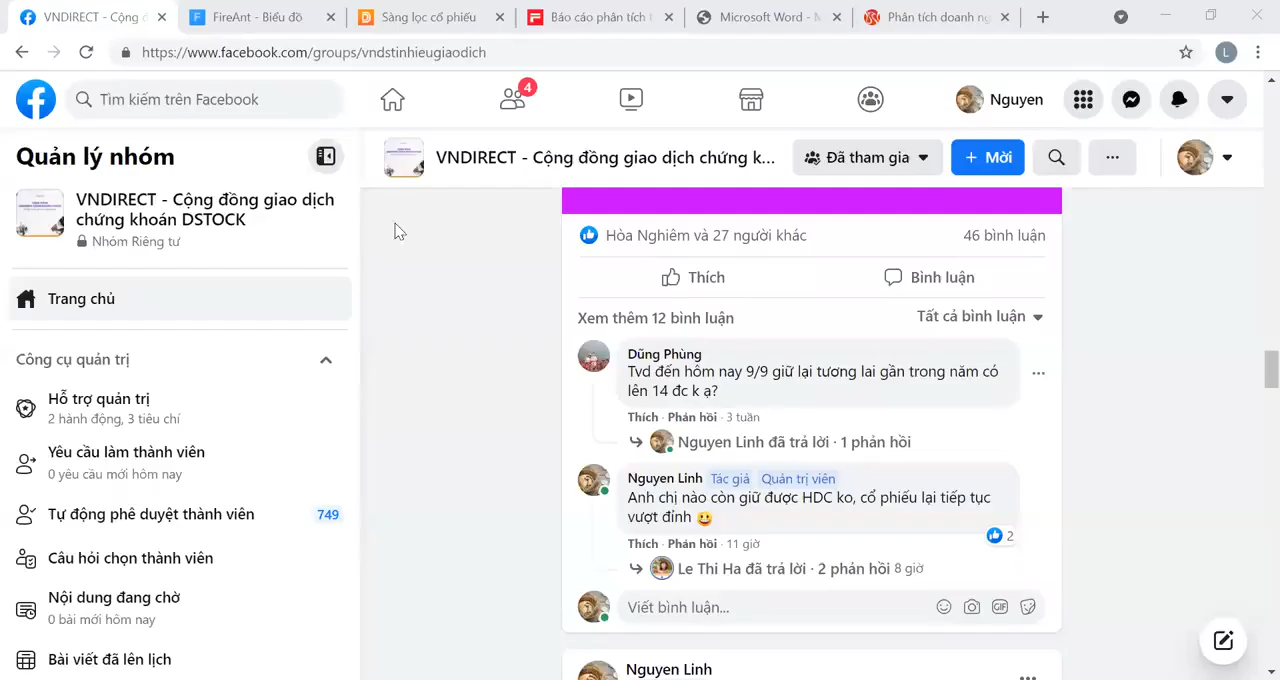 VNDIRECT - Cộng đ
FireAnt - Biểu đồ
Sàng lọc cổ phiếu
Báo cáo phân tích t
Microsoft Word - M
Phân tích doanh ng
https://www.facebook.com/groups/vndstinhieugiaodich
L
Tìm kiếm trên Facebook
4
Nguyen
Quản lý nhóm
VNDIRECT - Cộng đồng giao dịch chứng k...
Đã tham gia
+ Mời
VNDIRECT - Cộng đồng giao dịch
chứng khoán DSTOCK
Nhóm Riêng tư
Trang chủ
Công cụ quản trị
Hỗ trợ quản trị
2 hành động, 3 tiêu chí
Yêu cầu làm thành viên
0 yêu cầu mới hôm nay
Tự động phê duyệt thành viên
749
Câu hỏi chọn thành viên
Nội dung đang chờ
0 bài mới hôm nay
Bài viết đã lên lịch
Hòa Nghiêm và 27 người khác
46 bình luận
Thích
Bình luận
Xem thêm 12 bình luận
Tất cả bình luận
Dũng Phùng
Tvd đến hôm nay 9/9 giữ lại tương lai gần trong năm có
lên 14 đc k ạ?
Thích · Phản hồi · 3 tuần
Nguyen Linh đã trả lời · 1 phản hồi
Nguyen Linh Tác giả Quản trị viên
Anh chị nào còn giữ được HDC ko, cổ phiếu lại tiếp tục
vượt đỉnh 😃
2
Thích · Phản hồi · 11 giờ
Le Thi Ha đã trả lời · 2 phản hồi 8 giờ
Viết bình luận...
GIF
Nguyen Linh